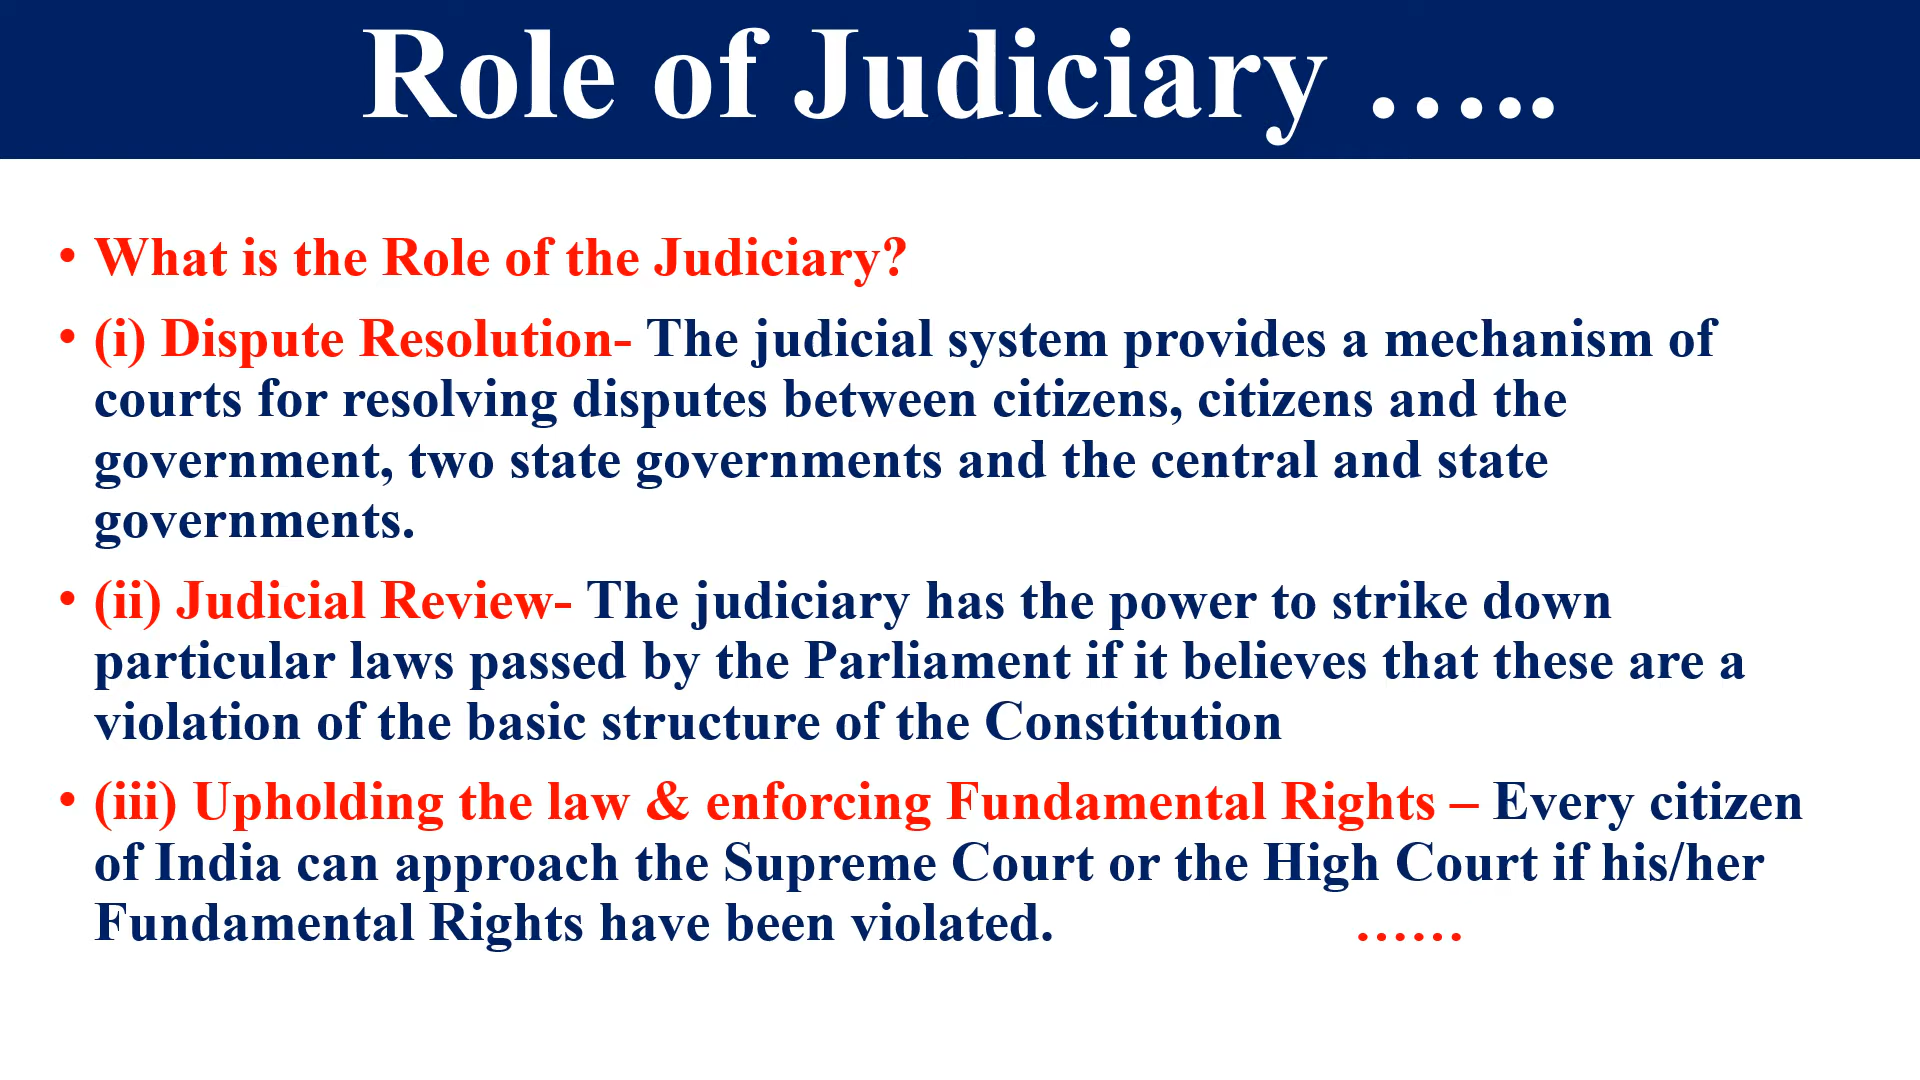 Role of Judiciary …..
• What is the Role of the Judiciary?
• (i) Dispute Resolution- The judicial system provides a mechanism of
courts for resolving disputes between citizens, citizens and the
government, two state governments and the central and state
governments.
• (ii) Judicial Review- The judiciary has the power to strike down
particular laws passed by the Parliament if it believes that these are a
violation of the basic structure of the Constitution
• (iii) Upholding the law & enforcing Fundamental Rights – Every citizen
of India can approach the Supreme Court or the High Court if his/her
Fundamental Rights have been violated. ……